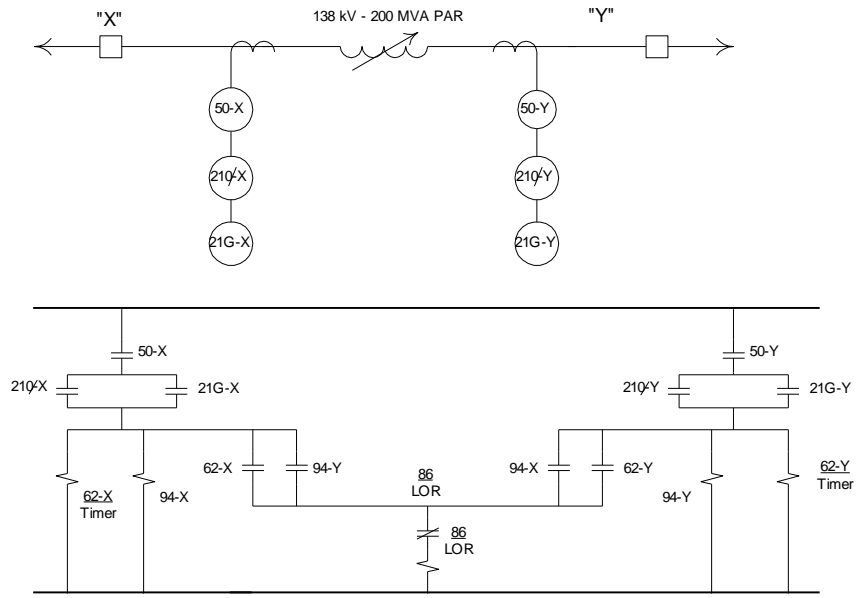 "X"
138 kV - 200 MVA PAR
"Y"
50-X
50-Y
21Ø-X
21Ø-Y
21G-X
21G-Y
50-X
50-Y
21Ø-X
21G-X
21Ø-Y
21G-Y
62-X
94-Y
94-X
62-Y
62-X
Timer
94-X
86
LOR
94-Y
62-Y
Timer
86
LOR